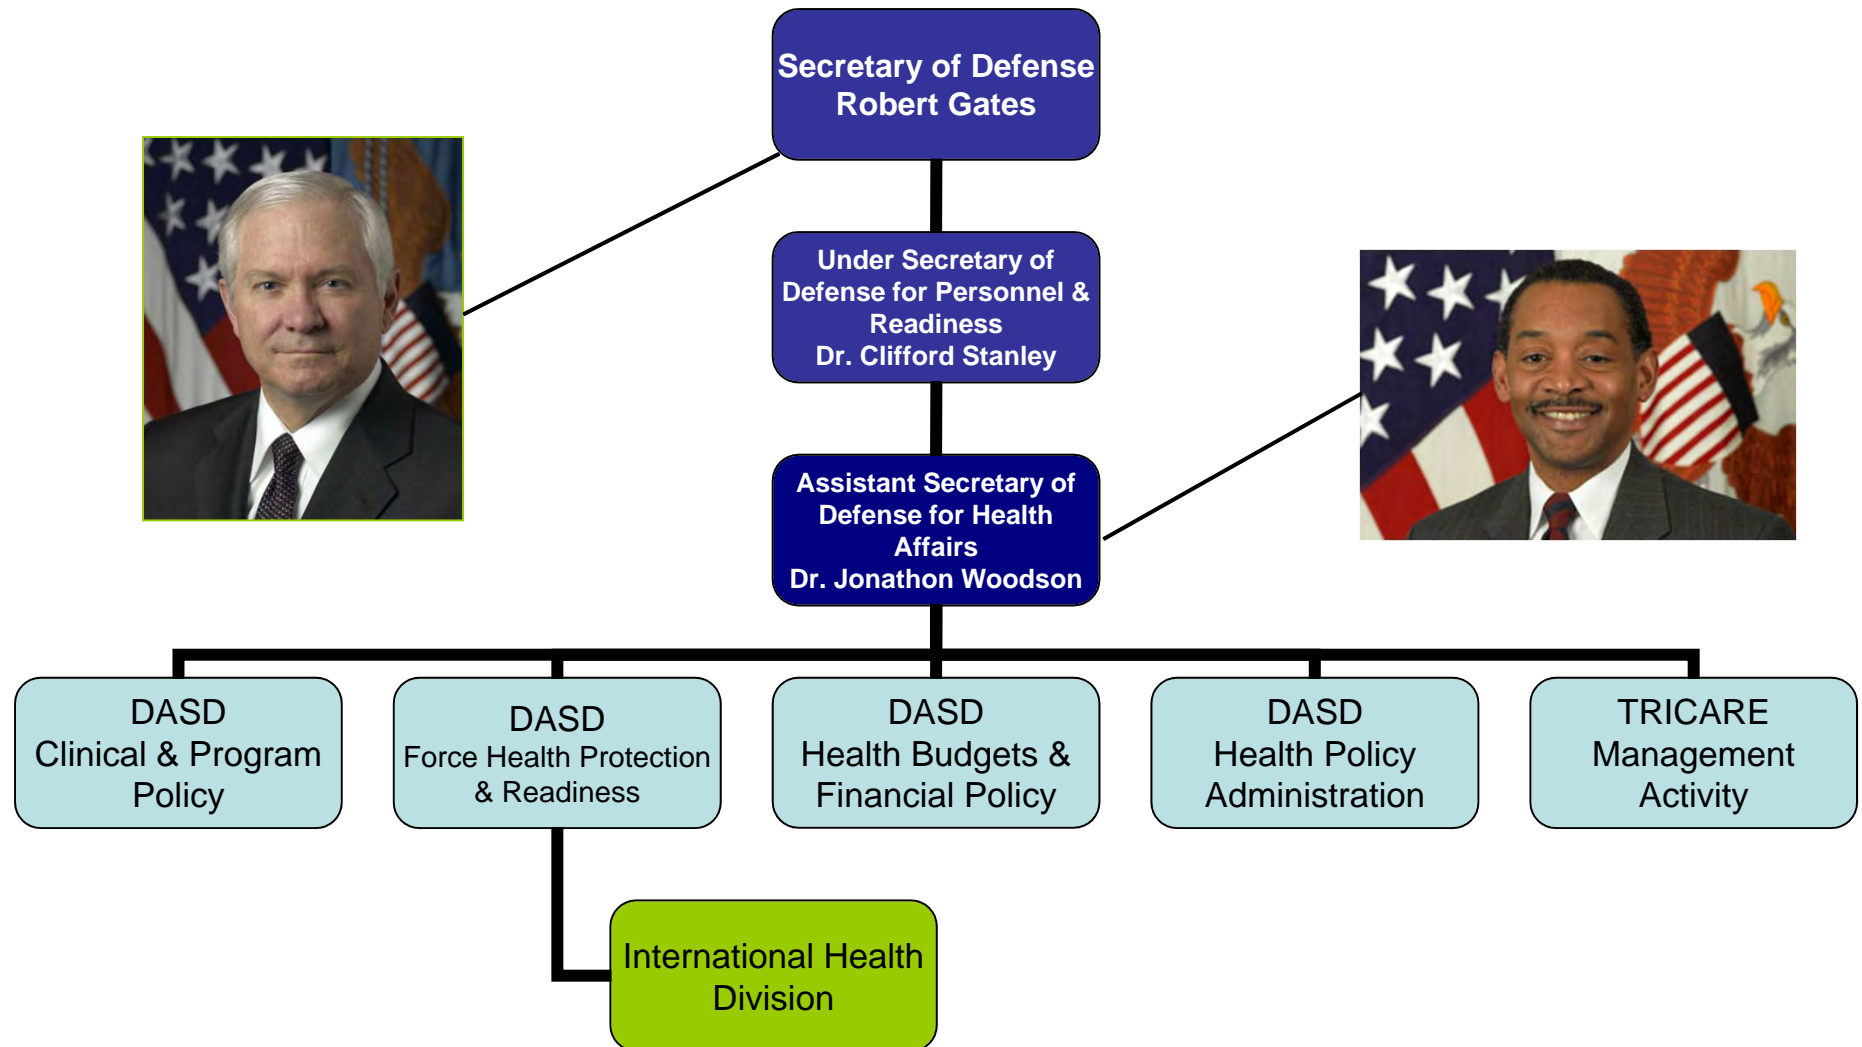 Secretary of Defense
Robert Gates
Under Secretary of
Defense for Personnel &
Readiness
Dr. Clifford Stanley
Assistant Secretary of
Defense for Health
Affairs
Dr. Jonathon Woodson
DASD
Clinical & Program
Policy
DASD
Force Health Protection
& Readiness
DASD
Health Budgets &
Financial Policy
DASD
Health Policy
Administration
TRICARE
Management
Activity
International Health
Division